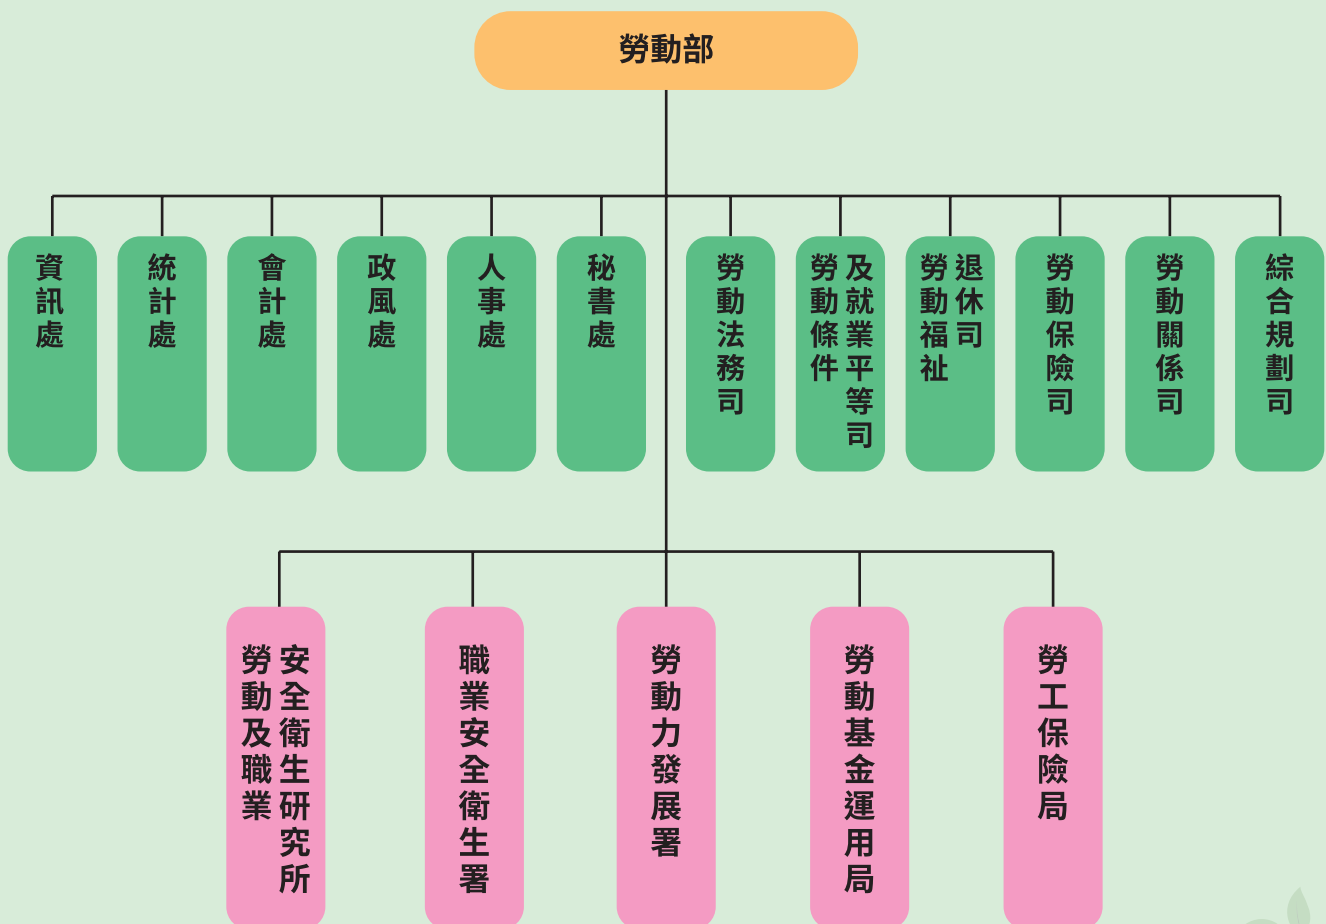 勞動部
資訊處
統計處
會計處
政風處
人事處
秘書處
勞動法務司
勞動條件
及就業平等司
勞動福祉
退休司
勞動保險司
勞動關係司
綜合規劃司
勞動及職業
安全衛生研究所
職業安全衛生署
勞動力發展署
勞動基金運用局
勞工保險局